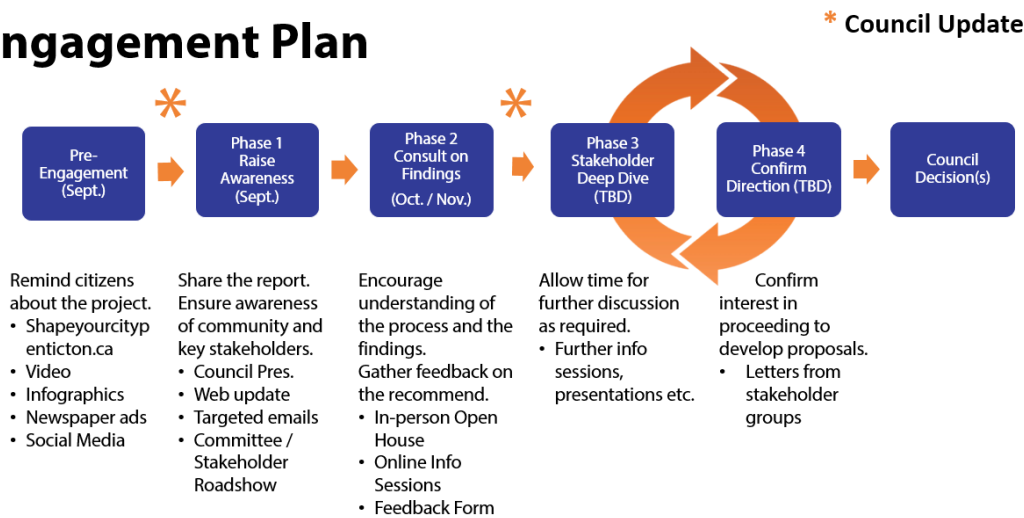 ngagement Plan
* Council Update
*
*
Pre-
Engagement
(Sept.)
Phase 1
Raise
Awareness
(Sept.)
Phase 2
Consult on
Findings
(Oct. / Nov.)
Phase 3
Stakeholder
Deep Dive
(TBD)
Phase 4
Confirm
Direction (TBD)
Council
Decision(s)
Remind citizens
about the project.
• Shapeyourcityp
enticton.ca
• Video
• Infographics
• Newspaper ads
• Social Media
Share the report.
Ensure awareness
of community and
key stakeholders.
• Council Pres.
• Web update
• Targeted emails
• Committee /
Stakeholder
Roadshow
Encourage
understanding of
the process and the
findings.
Gather feedback on
the recommend.
• In-person Open
House
• Online Info
Sessions
• Feedback Form
Allow time for
further discussion
as required.
• Further info
sessions,
presentations etc.
Confirm
interest in
proceeding to
develop proposals.
• Letters from
stakeholder
groups